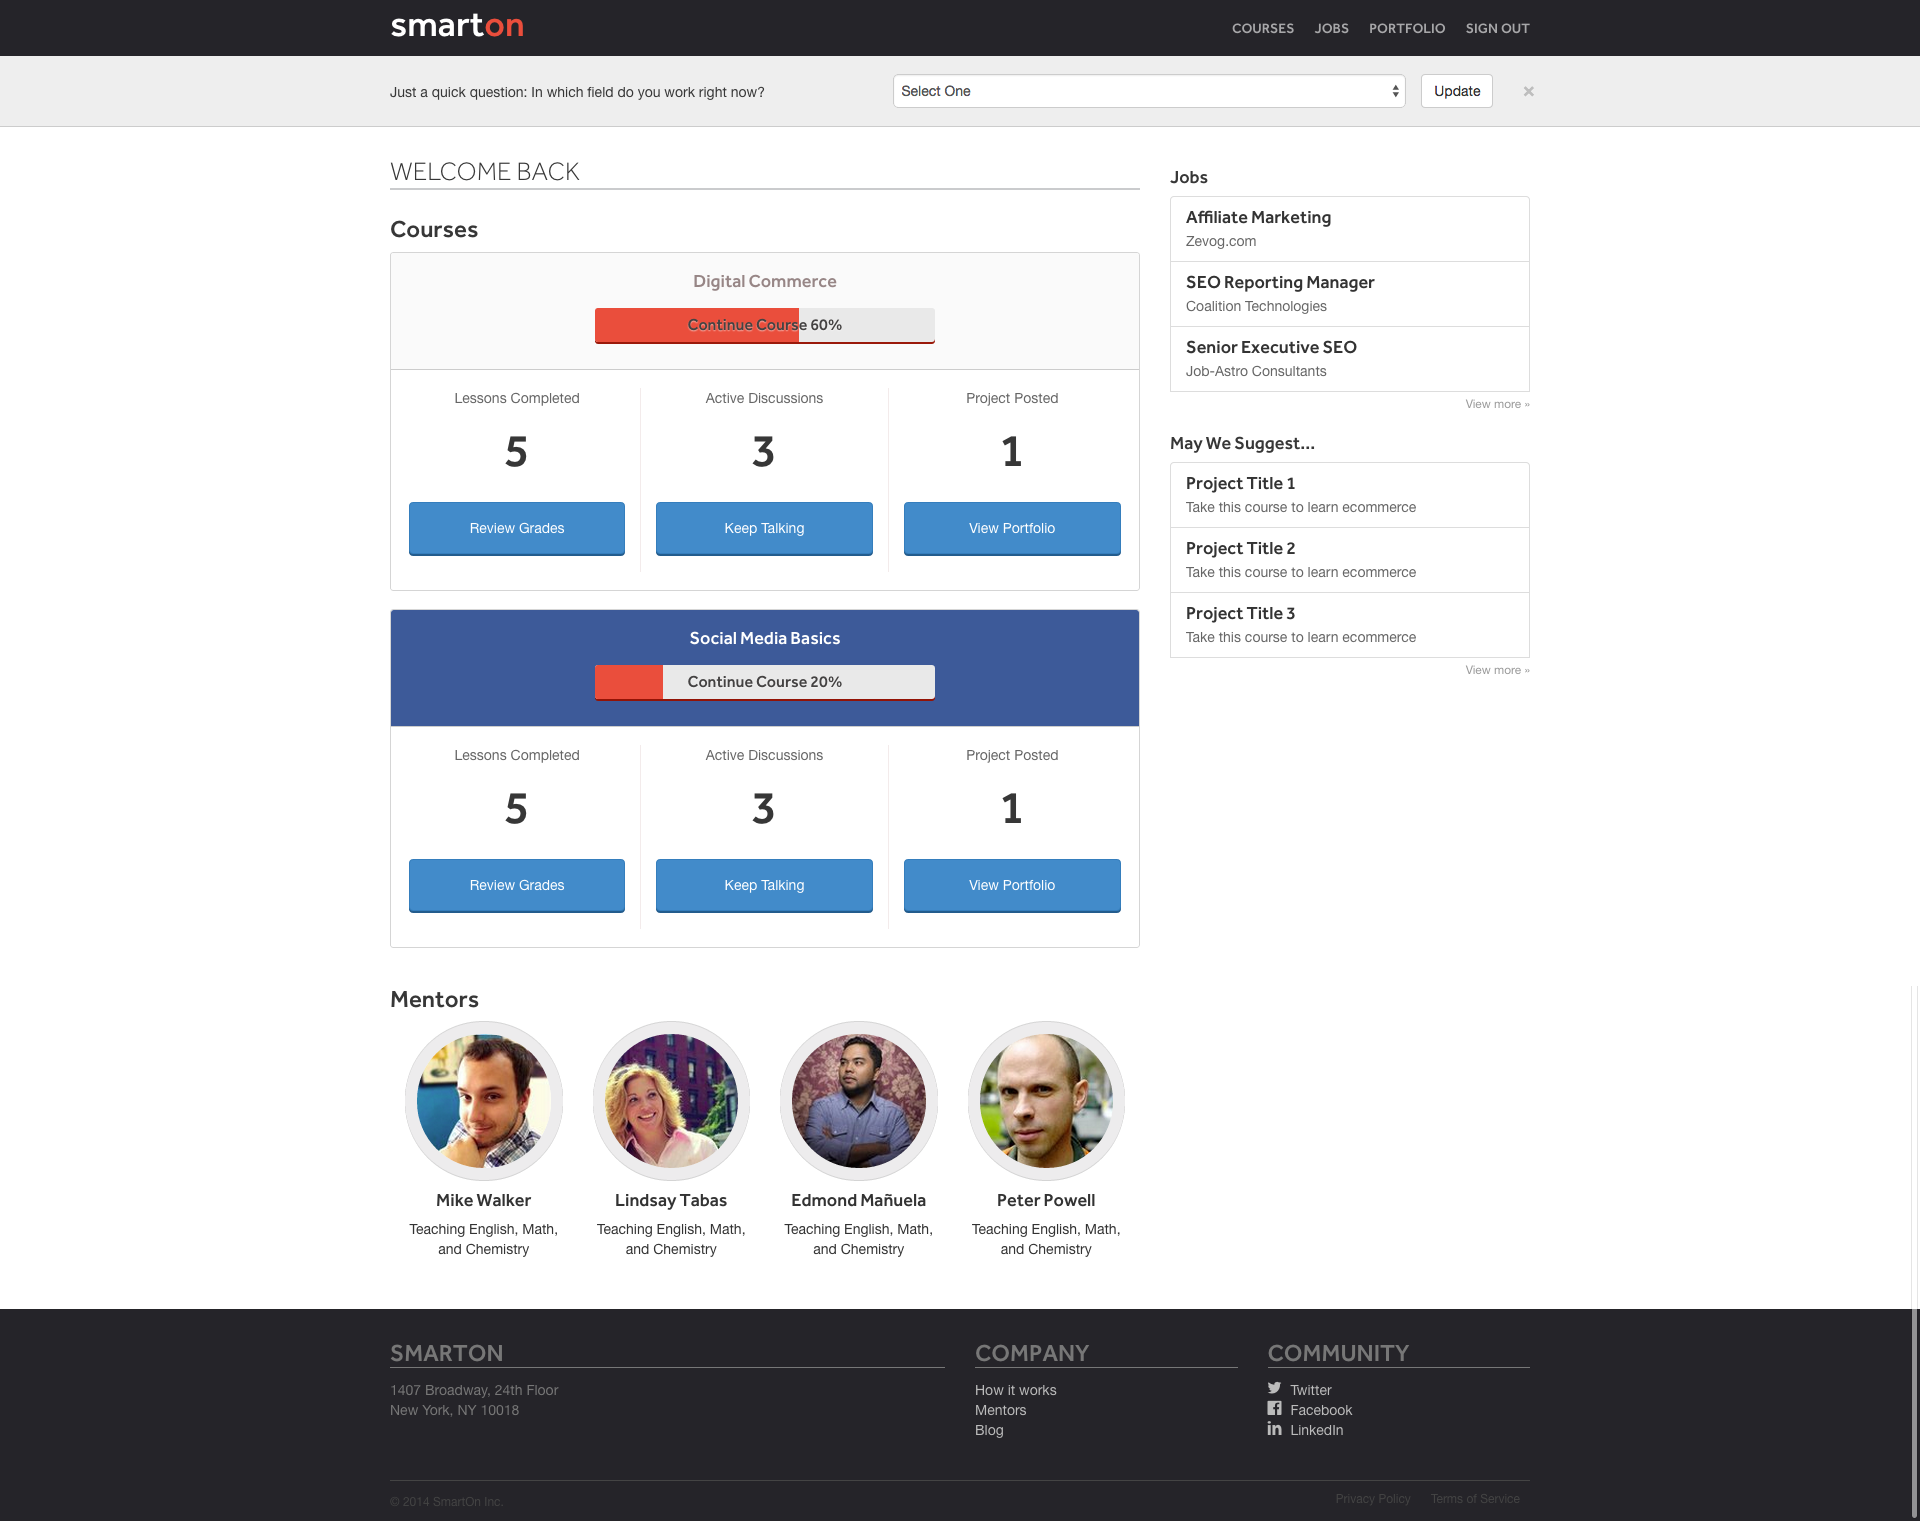 smarton
COURSES JOBS PORTFOLIO SIGN OUT
Just a quick question: In which field do you work right now?
Select One
Update
×
WELCOME BACK
Courses
Digital Commerce
Continue Course 60%
Lessons Completed
5
Review Grades
Active Discussions
3
Keep Talking
Project Posted
1
View Portfolio
Social Media Basics
Continue Course 20%
Lessons Completed
5
Review Grades
Active Discussions
3
Keep Talking
Project Posted
1
View Portfolio
Jobs
Affiliate Marketing
Zevog.com
SEO Reporting Manager
Coalition Technologies
Senior Executive SEO
Job-Astro Consultants
View more »
May We Suggest...
Project Title 1
Take this course to learn ecommerce
Project Title 2
Take this course to learn ecommerce
Project Title 3
Take this course to learn ecommerce
View more »
Mentors
Mike Walker
Teaching English, Math,
and Chemistry
Lindsay Tabas
Teaching English, Math,
and Chemistry
Edmond Mañuela
Teaching English, Math,
and Chemistry
Peter Powell
Teaching English, Math,
and Chemistry
SMARTON
1407 Broadway, 24th Floor
New York, NY 10018
COMPANY
How it works
Mentors
Blog
COMMUNITY
Twitter
Facebook
LinkedIn
© 2014 SmartOn Inc.
Privacy Policy Terms of Service